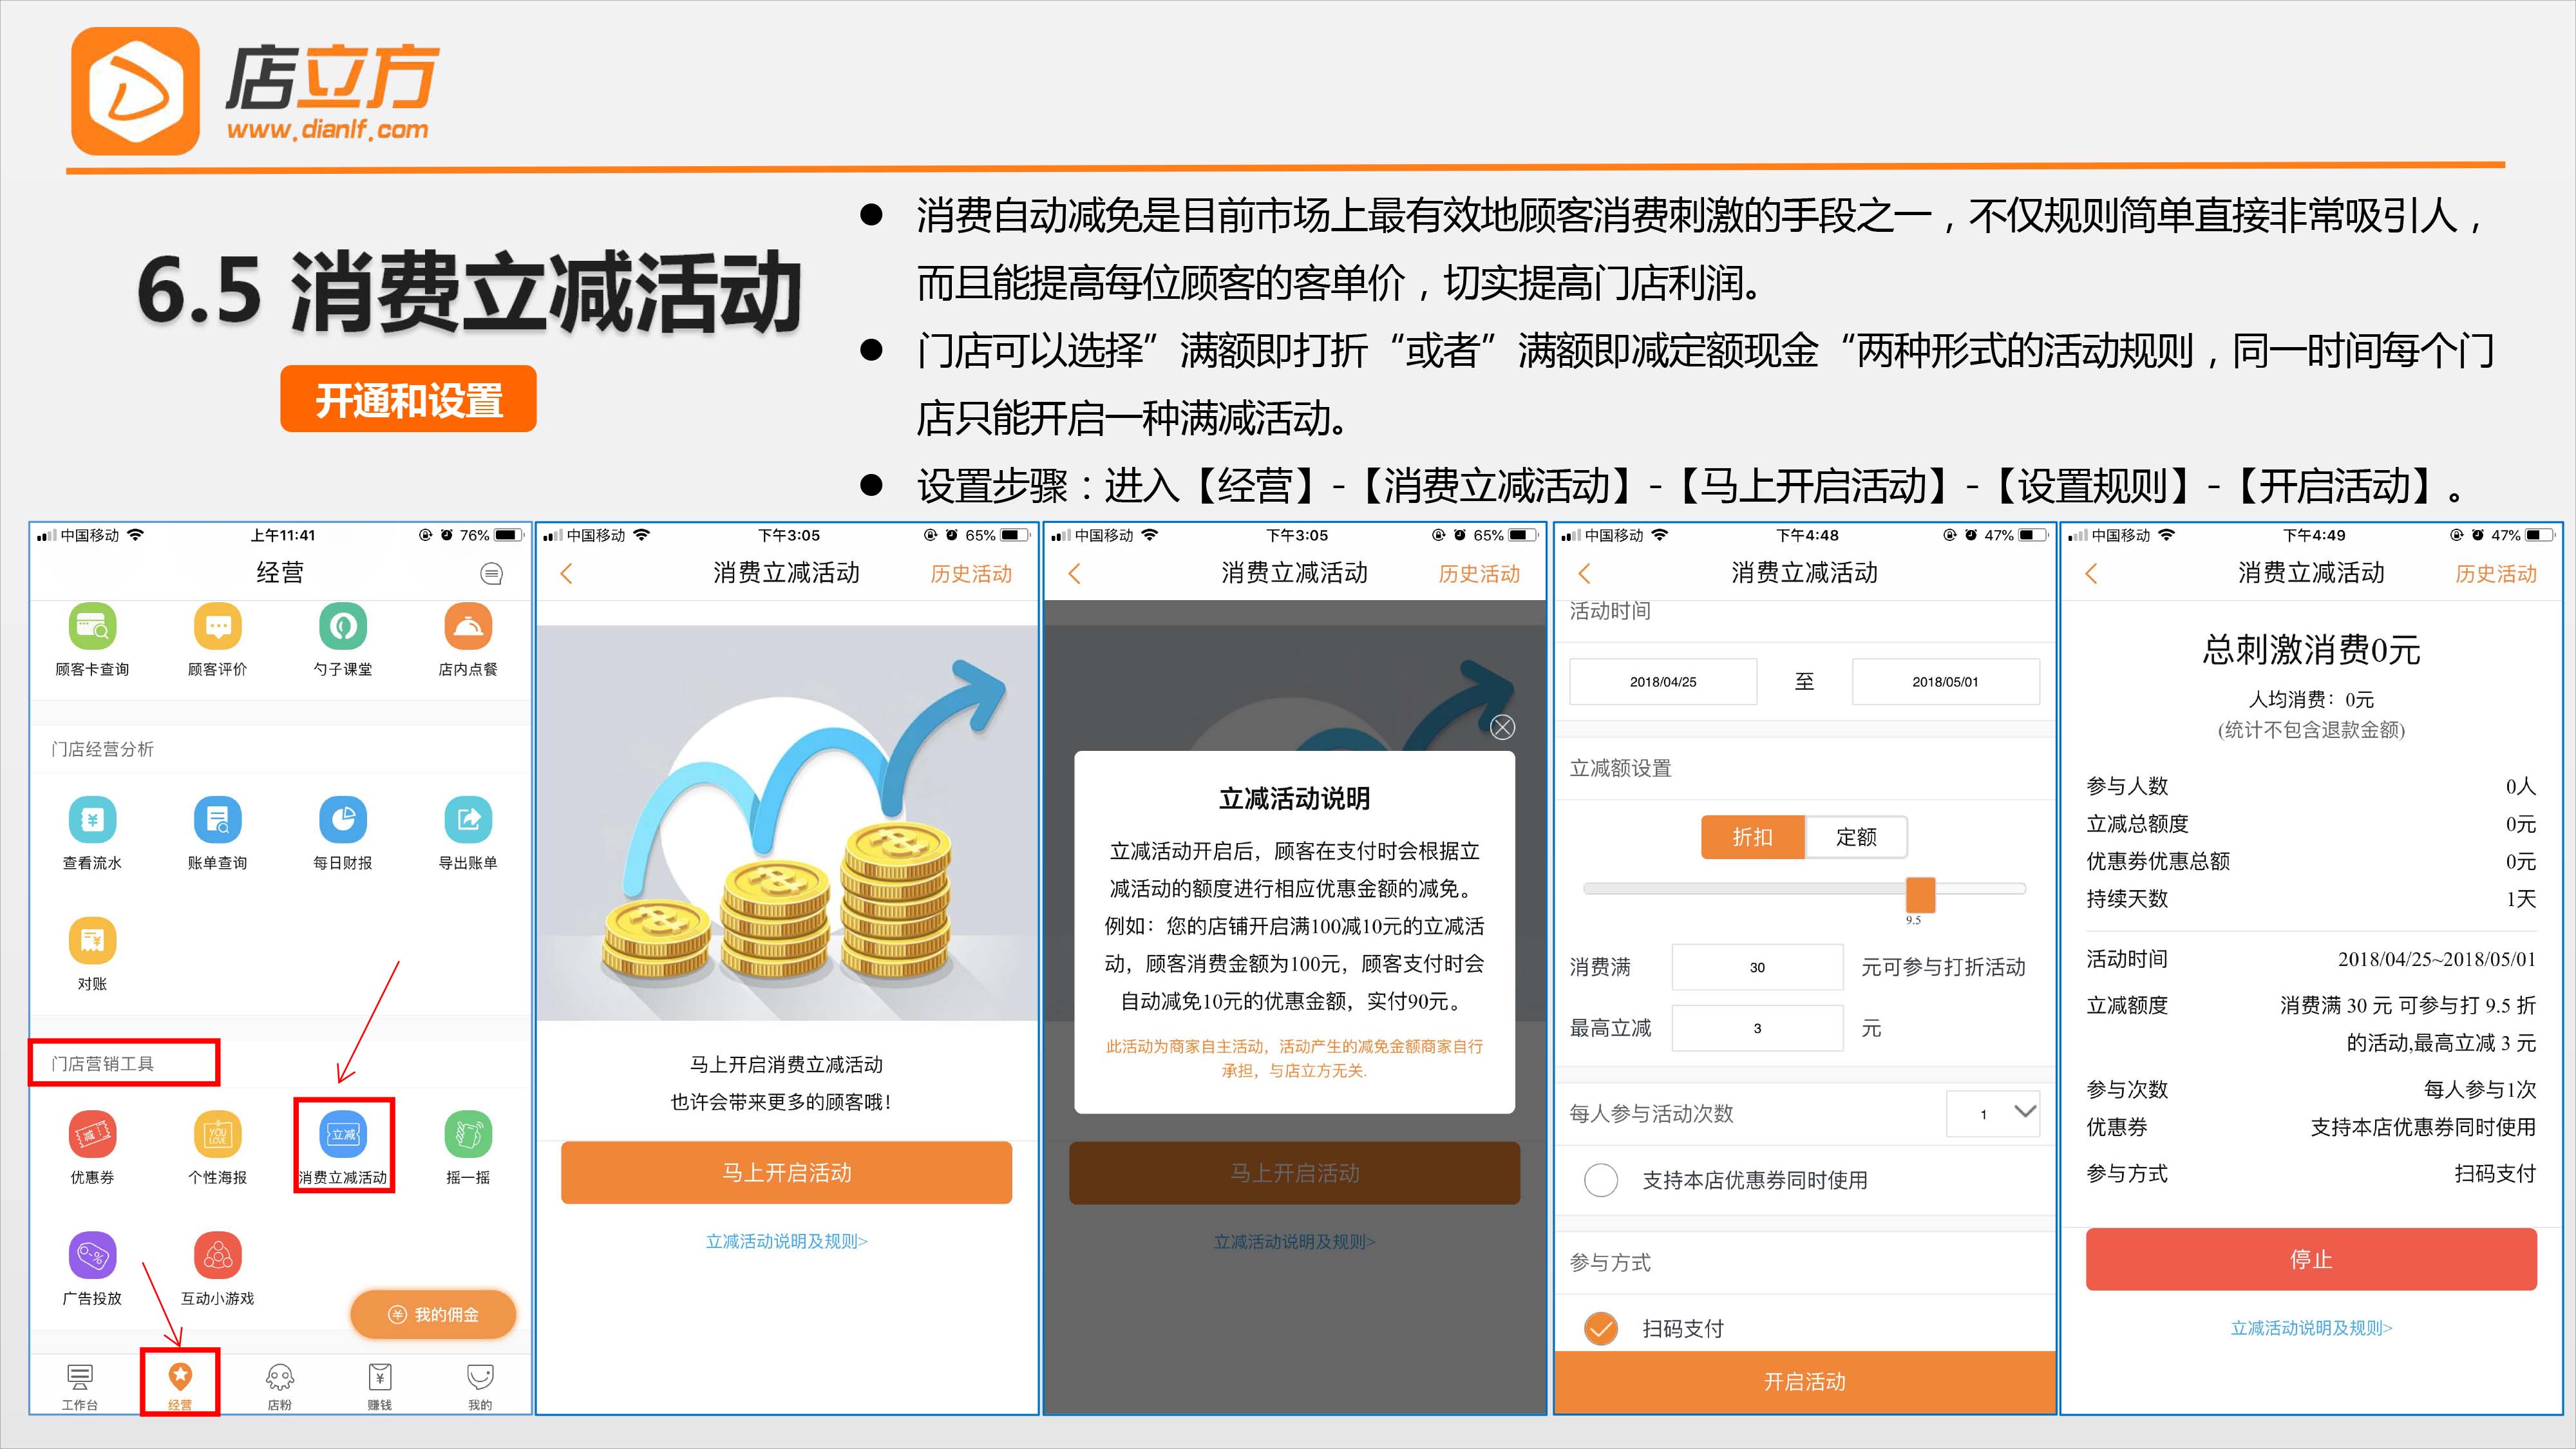 店立方
www.dianlf.com
6.5 消费立减活动
开通和设置
● 消费自动减免是目前市场上最有效地顾客消费刺激的手段之一，不仅规则简单直接非常吸引人，
而且能提高每位顾客的客单价，切实提高门店利润。
● 门店可以选择”满额即打折“或者”满额即减定额现金“两种形式的活动规则，同一时间每个门
店只能开启一种满减活动。
● 设置步骤：进入【经营】-【消费立减活动】-【马上开启活动】-【设置规则】-【开启活动】。
中国移动 上午11:41 76%
经营
顾客卡查询 顾客评价 勺子课堂 店内点餐
门店经营分析
查看流水 账单查询 每日财报 导出账单
对账
门店营销工具
减 YOU LOVE 立减
优惠券 个性海报 消费立减活动 摇一摇
广告投放 互动小游戏
我的佣金
工作台 经营 店粉 赚钱 我的
中国移动 下午3:05 65%
消费立减活动 历史活动
马上开启消费立减活动
也许会带来更多的顾客哦！
马上开启活动
立减活动说明及规则>
中国移动 下午3:05 65%
消费立减活动 历史活动
立减活动说明
立减活动开启后，顾客在支付时会根据立
减活动的额度进行相应优惠金额的减免。
例如：您的店铺开启满100减10元的立减活
动，顾客消费金额为100元，顾客支付时会
自动减免10元的优惠金额，实付90元。
此活动为商家自主活动，活动产生的减免金额商家自行
承担，与店立方无关.
马上开启活动
立减活动说明及规则>
中国移动 下午4:48 47%
消费立减活动
活动时间
2018/04/25 至 2018/05/01
立减额设置
折扣 定额
9.5
消费满 30 元可参与打折活动
最高立减 3 元
每人参与活动次数 1
支持本店优惠券同时使用
参与方式
扫码支付
开启活动
中国移动 下午4:49 47%
消费立减活动 历史活动
总刺激消费0元
人均消费：0元
(统计不包含退款金额)
参与人数 0人
立减总额度 0元
优惠券优惠总额 0元
持续天数 1天
活动时间 2018/04/25~2018/05/01
立减额度 消费满 30 元 可参与打 9.5 折
的活动,最高立减 3 元
参与次数 每人参与1次
优惠券 支持本店优惠券同时使用
参与方式 扫码支付
停止
立减活动说明及规则>